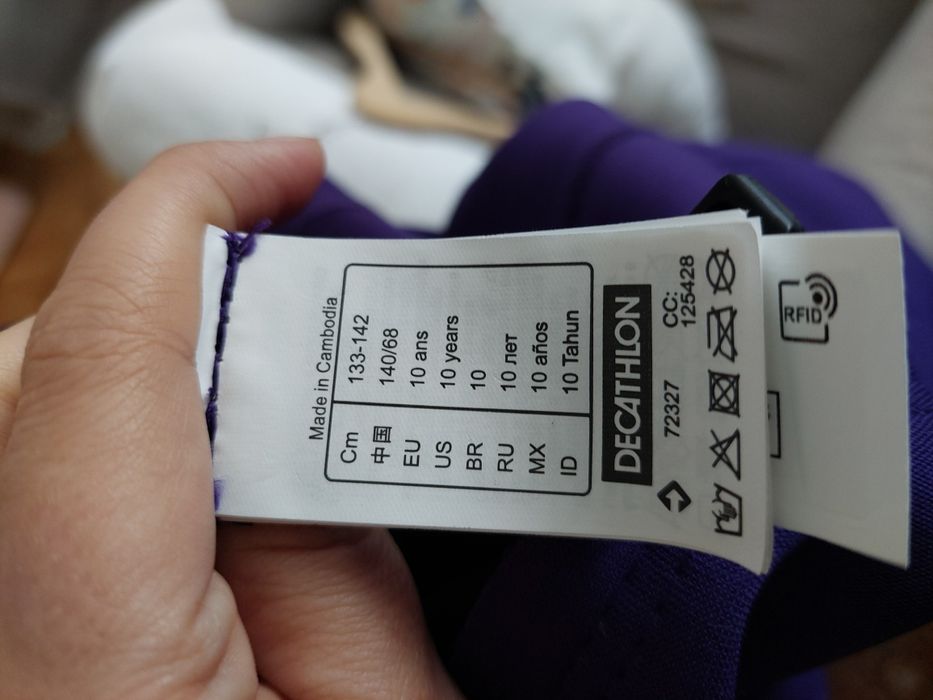 Made in Cambodia
Cm 133-142
中国 140/68
EU 10 ans
US 10 years
BR 10
RU 10 лет
MX 10 años
ID 10 Tahun
DECATHLON
72327 CC: 125428
RFID